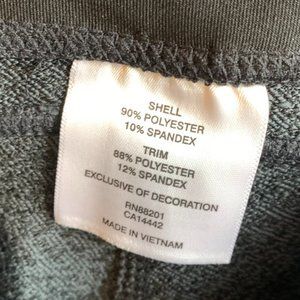 SHELL
90% POLYESTER
10% SPANDEX
TRIM
88% POLYESTER
12% SPANDEX
EXCLUSIVE OF DECORATION
RN88201
CA14442
MADE IN VIETNAM